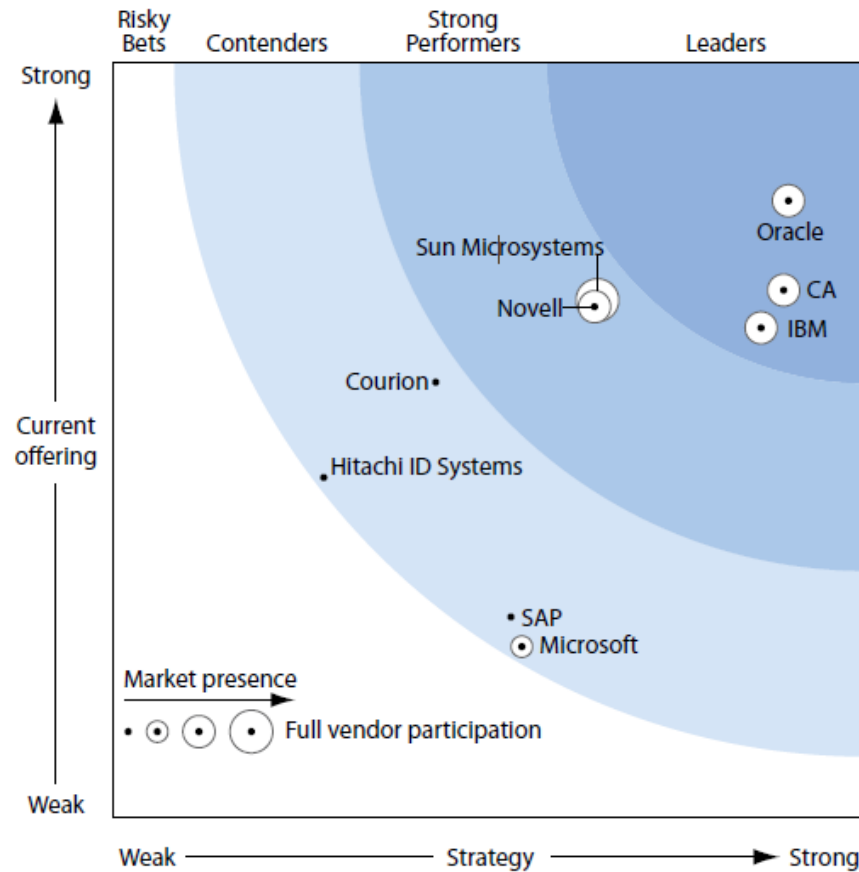 Risky
Bets
Contenders
Strong
Performers
Leaders
Strong
Oracle
Sun Microsystems
CA
Novell
IBM
Courion
Current
offering
Hitachi ID Systems
SAP
Microsoft
Market presence
Full vendor participation
Weak
Weak
Strategy
Strong